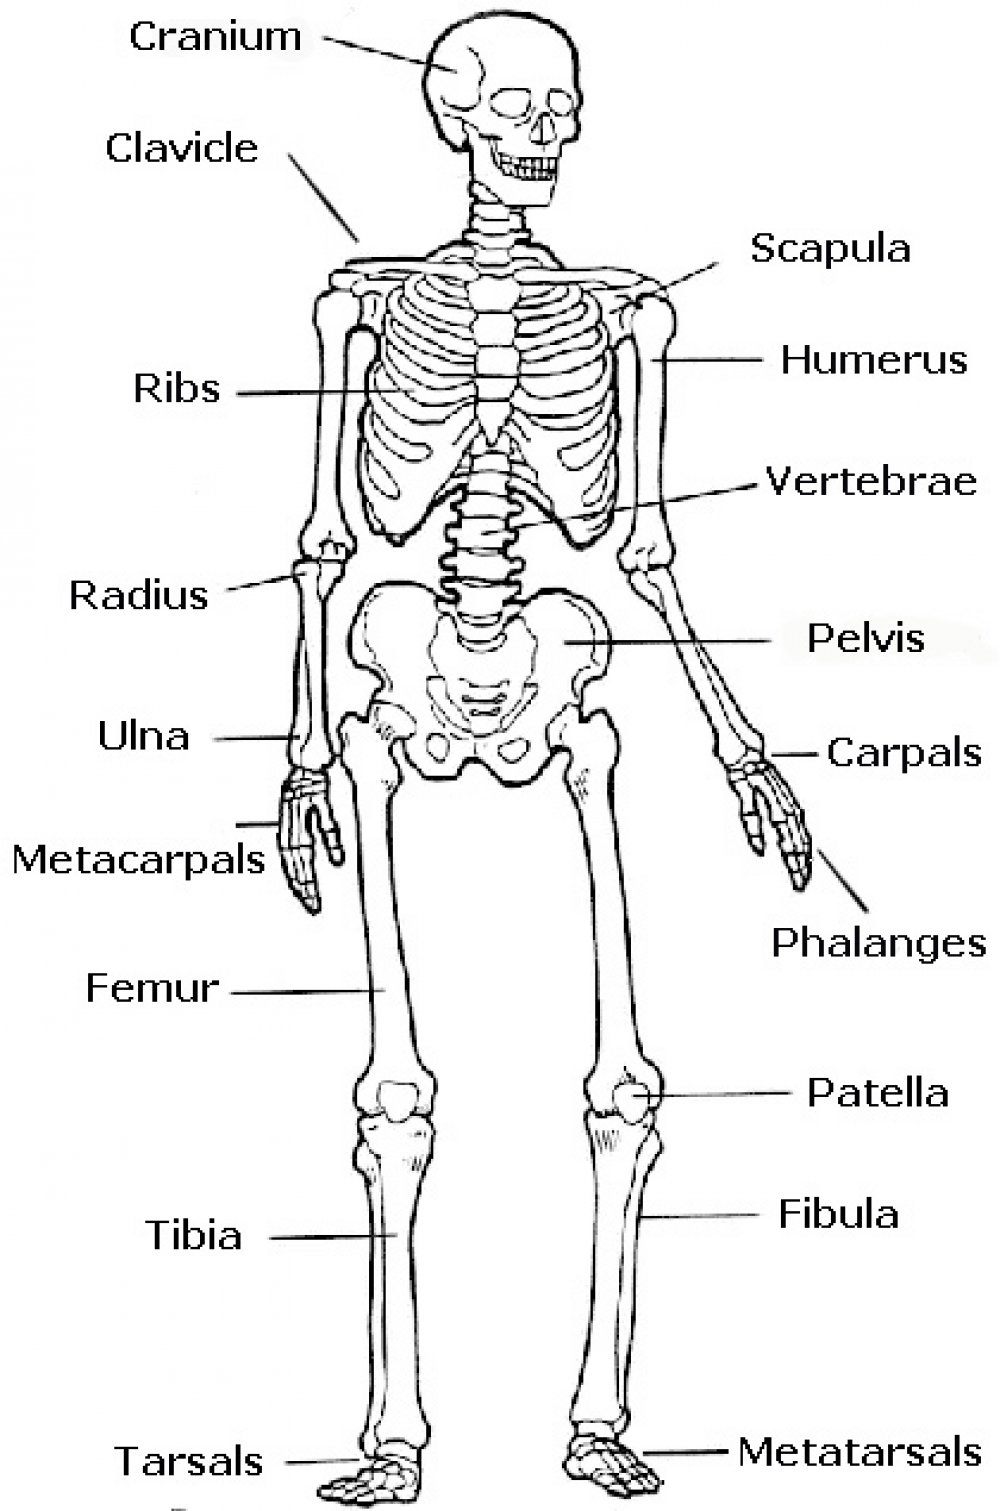 Cranium
Clavicle
Scapula
Humerus
Ribs
Vertebrae
Radius
Pelvis
Ulna
Carpals
Metacarpals
Phalanges
Femur
Patella
Fibula
Tibia
Metatarsals
Tarsals